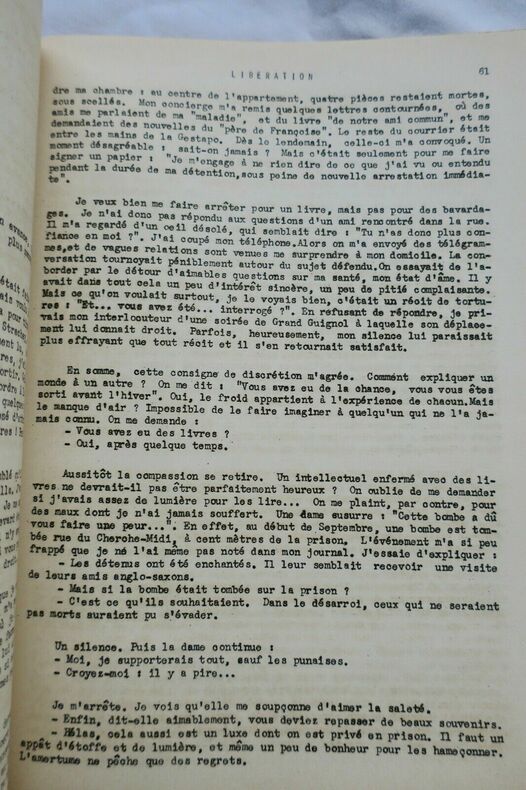 LIBERATION 61
dre ma chambre : au centre de l'appartement, quatre pièces restaient mortes,
sous scellés. Mon concierge m'a remis quelques lettres contournées, où des
amis me parlaient de ma "maladie", et du livre "de notre ami commun", et me
demandaient des nouvelles du "père de Françoise". Le reste du courrier était
entre les mains de la Gestapo. Dès le lendemain, celle-ci m'a convoqué. Un
moment désagréable : sait-on jamais ? Mais c'était seulement pour me faire
signer un papier : "Je m'engage à ne rien dire de ce que j'ai vu ou entendu
pendant la durée de ma détention,sous peine de nouvelle arrestation immédia-
te".
Je veux bien me faire arrêter pour un livre, mais pas pour des bavarda-
ges. Je n'ai donc pas répondu aux questions d'un ami rencontré dans la rue.
Il m'a regardé d'un oeil désolé, qui semblait dire : "Tu n'as donc plus con-
fiance en moi ?". J'ai coupé mon téléphone.Alors on m'a envoyé des télégram-
mes,et de vagues relations sont venues me surprendre à mon domicile. La con-
versation tournoyait péniblement autour du sujet défendu.On essayait de l'a-
border par le détour d'aimables questions sur ma santé, mon état d'âme. Il y
avait dans tout cela un peu d'intérêt sincère, un peu de pitié complaisante.
Mais ce qu'on voulait surtout, je le voyais bien, c'était un récit de tortu-
res : "Et... vous avez été... interrogé ?". En refusant de répondre, je pri-
vais mon interlocuteur d'une soirée de Grand Guignol à laquelle son déplace-
ment lui donnait droit. Parfois, heureusement, mon silence lui paraissait
plus effrayant que tout récit et il s'en retournait satisfait.
En somme, cette consigne de discrétion m'agrée. Comment expliquer un
monde à un autre ? On me dit : "Vous avez eu de la chance, vous vous êtes
sorti avant l'hiver". Oui, le froid appartient à l'expérience de chacun.Mais
le manque d'air ? Impossible de le faire imaginer à quelqu'un qui ne l'a ja-
mais connu. On me demande :
- Vous avez eu des livres ?
- Oui, après quelque temps.
Aussitôt la compassion se retire. Un intellectuel enfermé avec des li-
vres ne devrait-il pas être parfaitement heureux ? On oublie de me demander
si j'avais assez de lumière pour les lire... On me plaint, par contre, pour
des maux dont je n'ai jamais souffert. Une dame susurre : "Cette bombe a dû
vous faire une peur...". En effet, au début de Septembre, une bombe est tom-
bée rue du Cherche-Midi, à cent mètres de la prison. L'événement m'a si peu
frappé que je né l'ai même pas noté dans mon journal. J'essaie d'expliquer :
- Les détenus ont été enchantés. Il leur semblait recevoir une visite
de leurs amis anglo-saxons.
- Mais si la bombe était tombée sur la prison ?
- C'est ce qu'ils souhaitaient. Dans le désarroi, ceux qui ne seraient
pas morts auraient pu s'évader.
Un silence. Puis la dame continue :
- Moi, je supporterais tout, sauf les punaises.
- Croyez-moi : il y a pire...
Je m'arrête. Je vois qu'elle me soupçonne d'aimer la saleté.
- Enfin, dit-elle aimablement, vous deviez repasser de beaux souvenirs.
- Hélas, cela aussi est un luxe dont on est privé en prison. Il faut un
appât d'étoffe et de lumière, et même un peu de bonheur pour les hameçonner.
L'amertume ne pêche que des regrets.